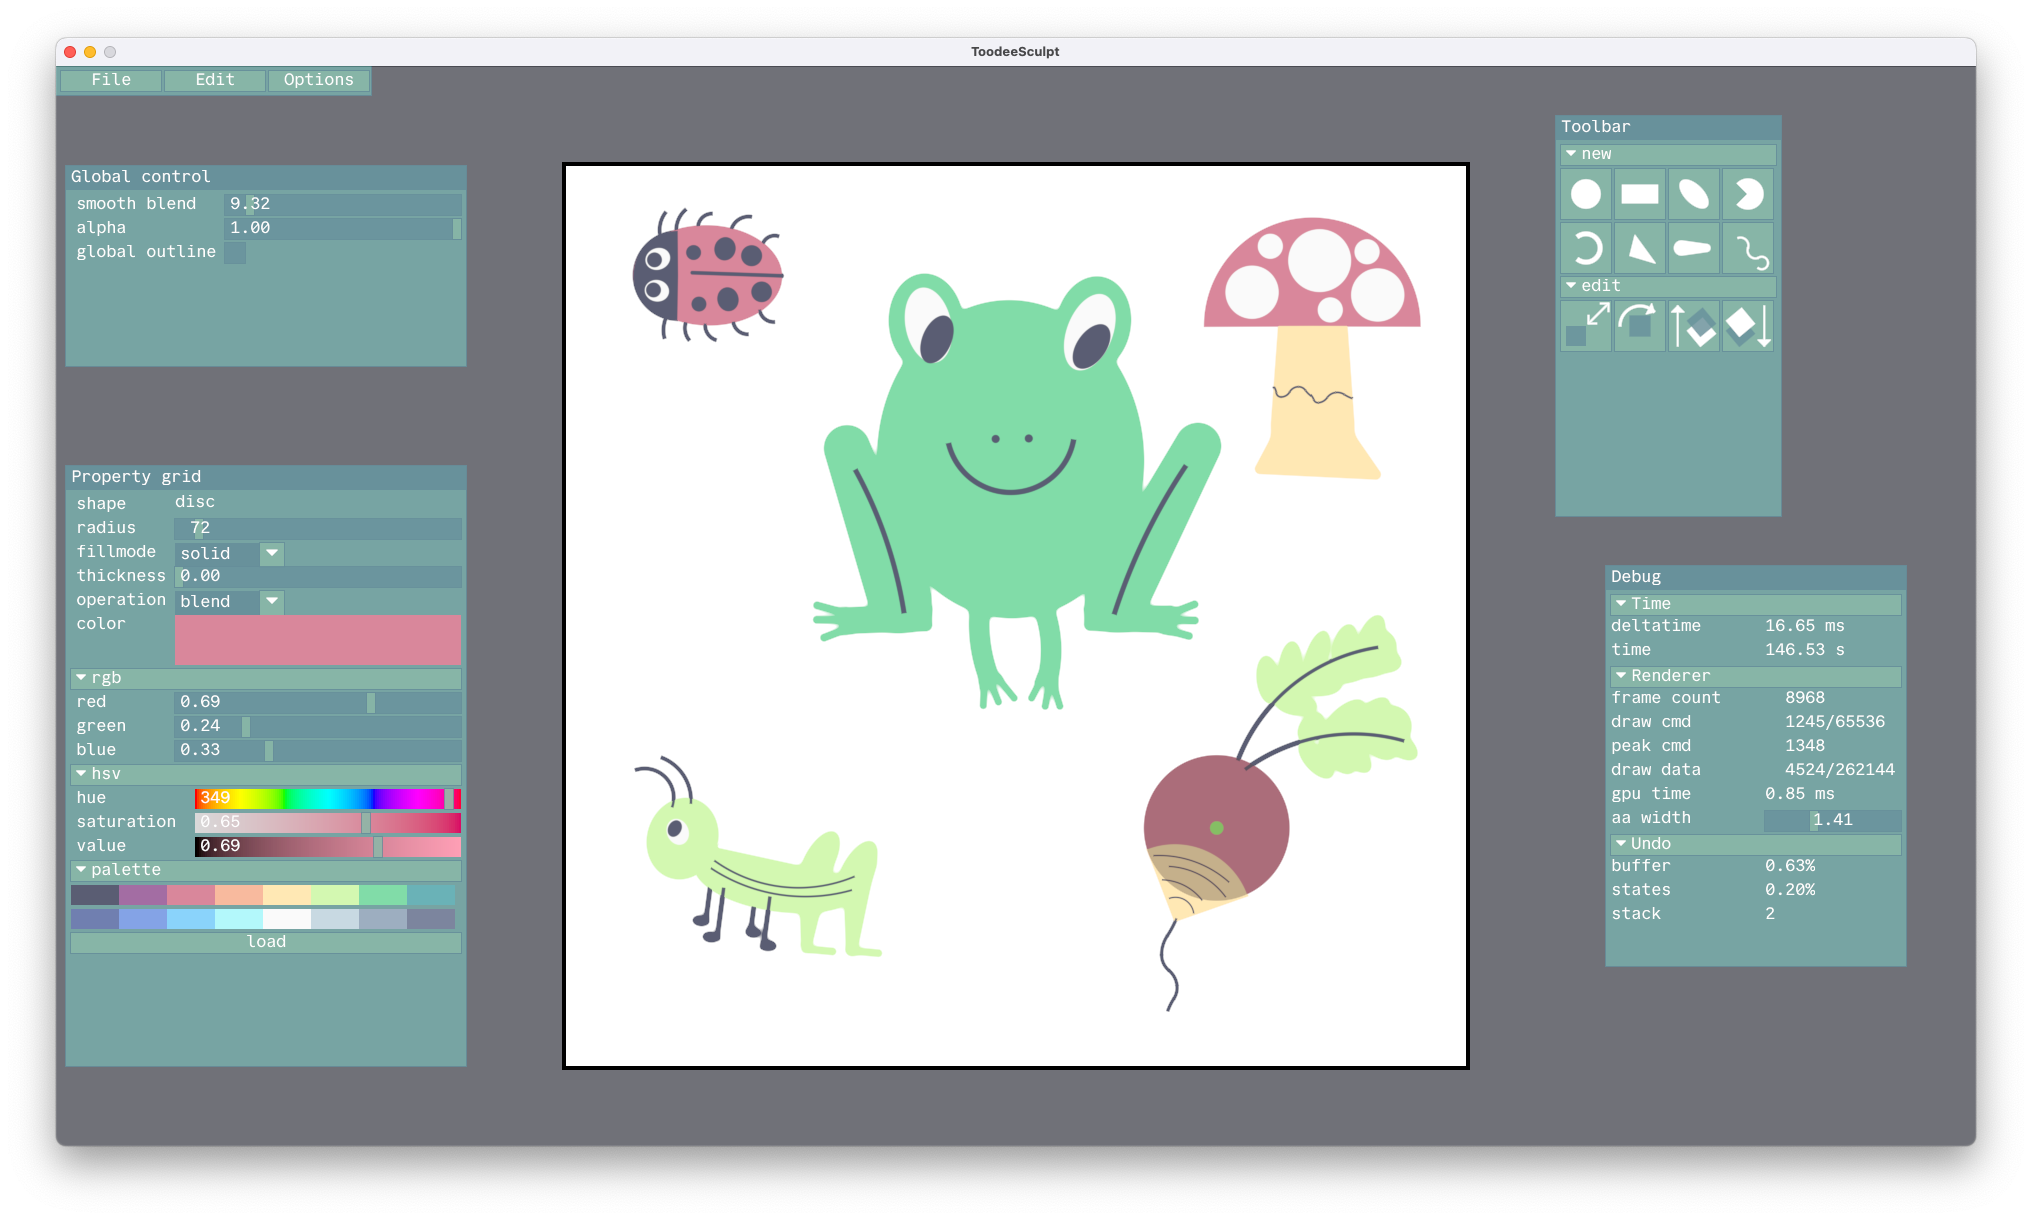 ToodeeSculpt
File Edit Options
Global control
smooth blend 9.32
alpha 1.00
global outline
Property grid
shape disc
radius 72
fillmode solid
thickness 0.00
operation blend
color
rgb
red 0.69
green 0.24
blue 0.33
hsv
hue 349
saturation 0.65
value 0.69
palette
load
Toolbar
new
edit
Debug
Time
deltatime 16.65 ms
time 146.53 s
Renderer
frame count 8968
draw cmd 1245/65536
peak cmd 1348
draw data 4524/262144
gpu time 0.85 ms
aa width 1.41
Undo
buffer 0.63%
states 0.20%
stack 2